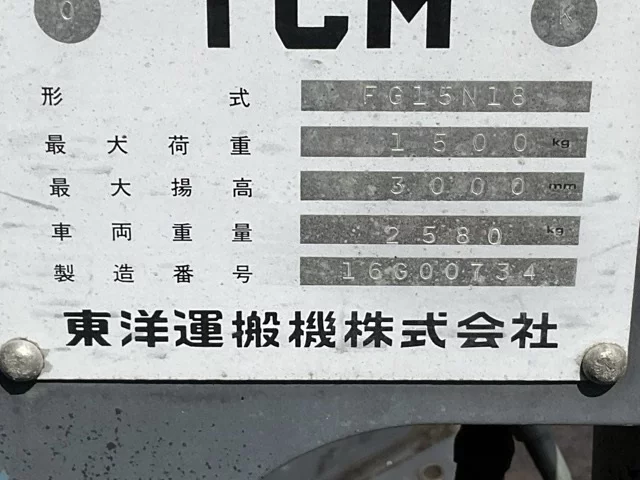 O K
TCM
形式 FG15N18
最大荷重 1500 kg
最大揚高 3000 mm
車両重量 2580 kg
製造番号 16G00734
東洋運搬機株式会社